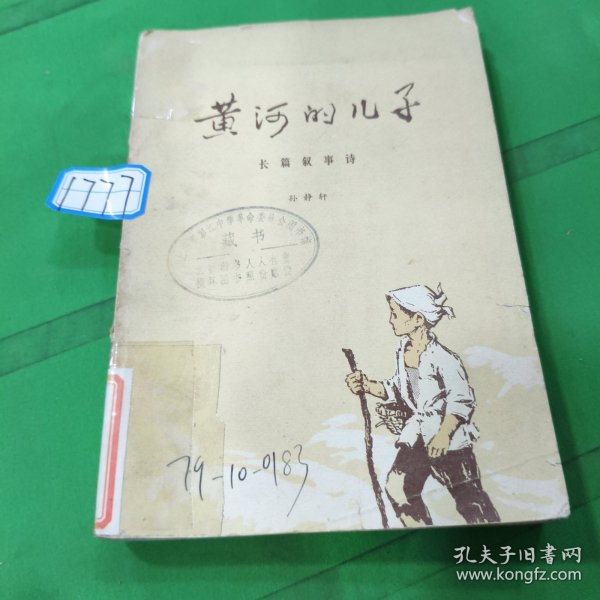 黄河的儿子
长篇叙事诗
孙静轩
1777
藏书
79-10-0183
孔夫子旧书网
www.kongfz.com